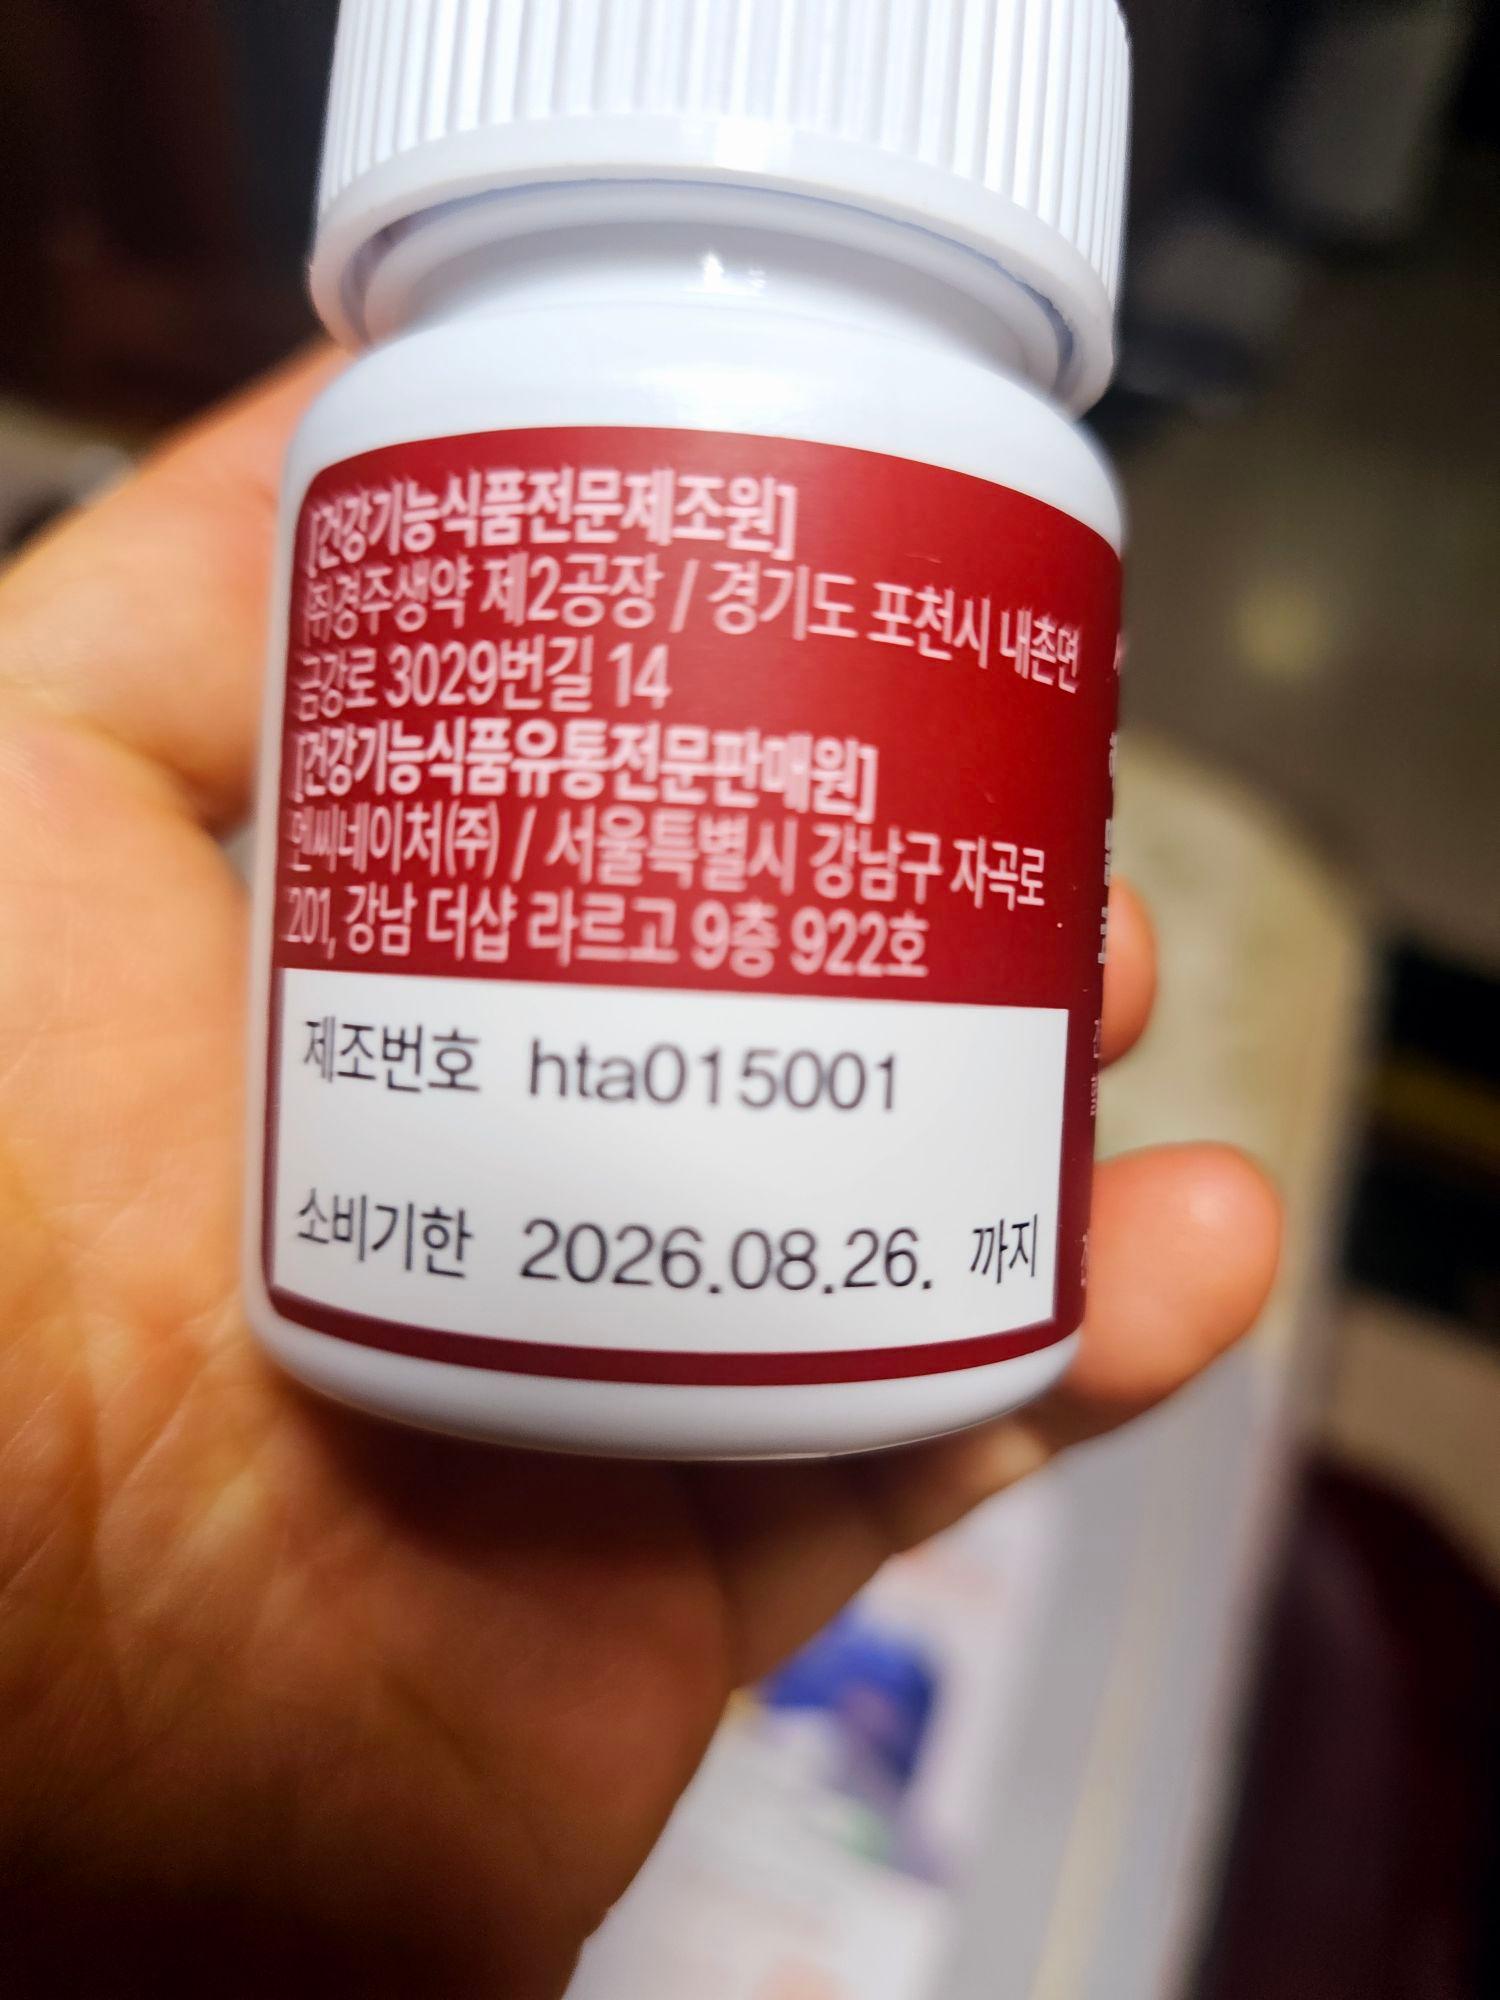 [건강기능식품전문제조원]
㈜경주생약 제2공장 / 경기도 포천시 내촌면
금강로 3029번길 14
[건강기능식품유통전문판매원]
엔씨네이처㈜ / 서울특별시 강남구 자곡로
201, 강남 더샵 라르고 9층 922호
제조번호 hta015001
소비기한 2026.08.26. 까지